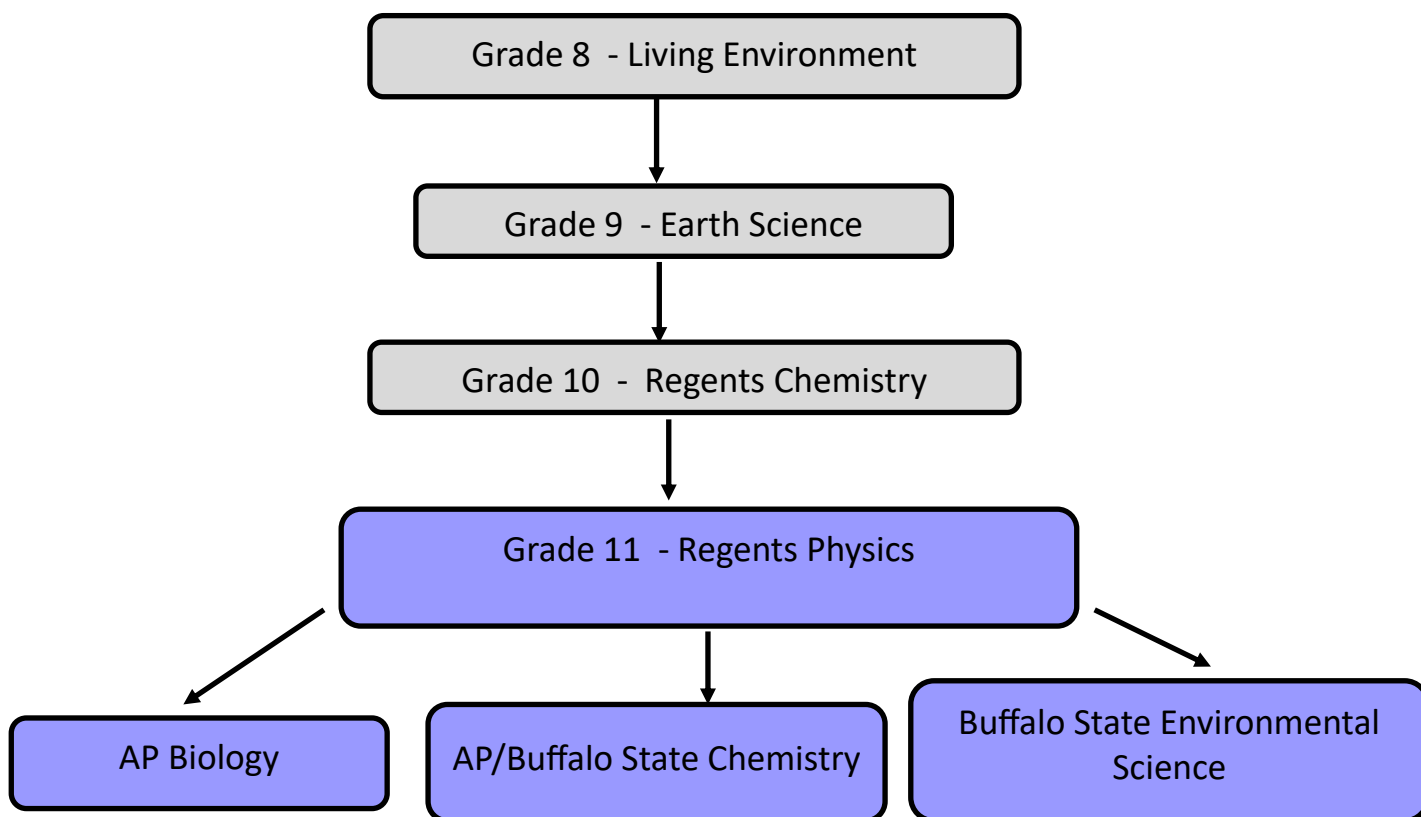 Grade 8  - Living Environment
Grade 9  - Earth Science
Grade 10  -  Regents Chemistry
Grade 11  - Regents Physics
AP Biology
AP/Buffalo State Chemistry
Buffalo State Environmental
Science